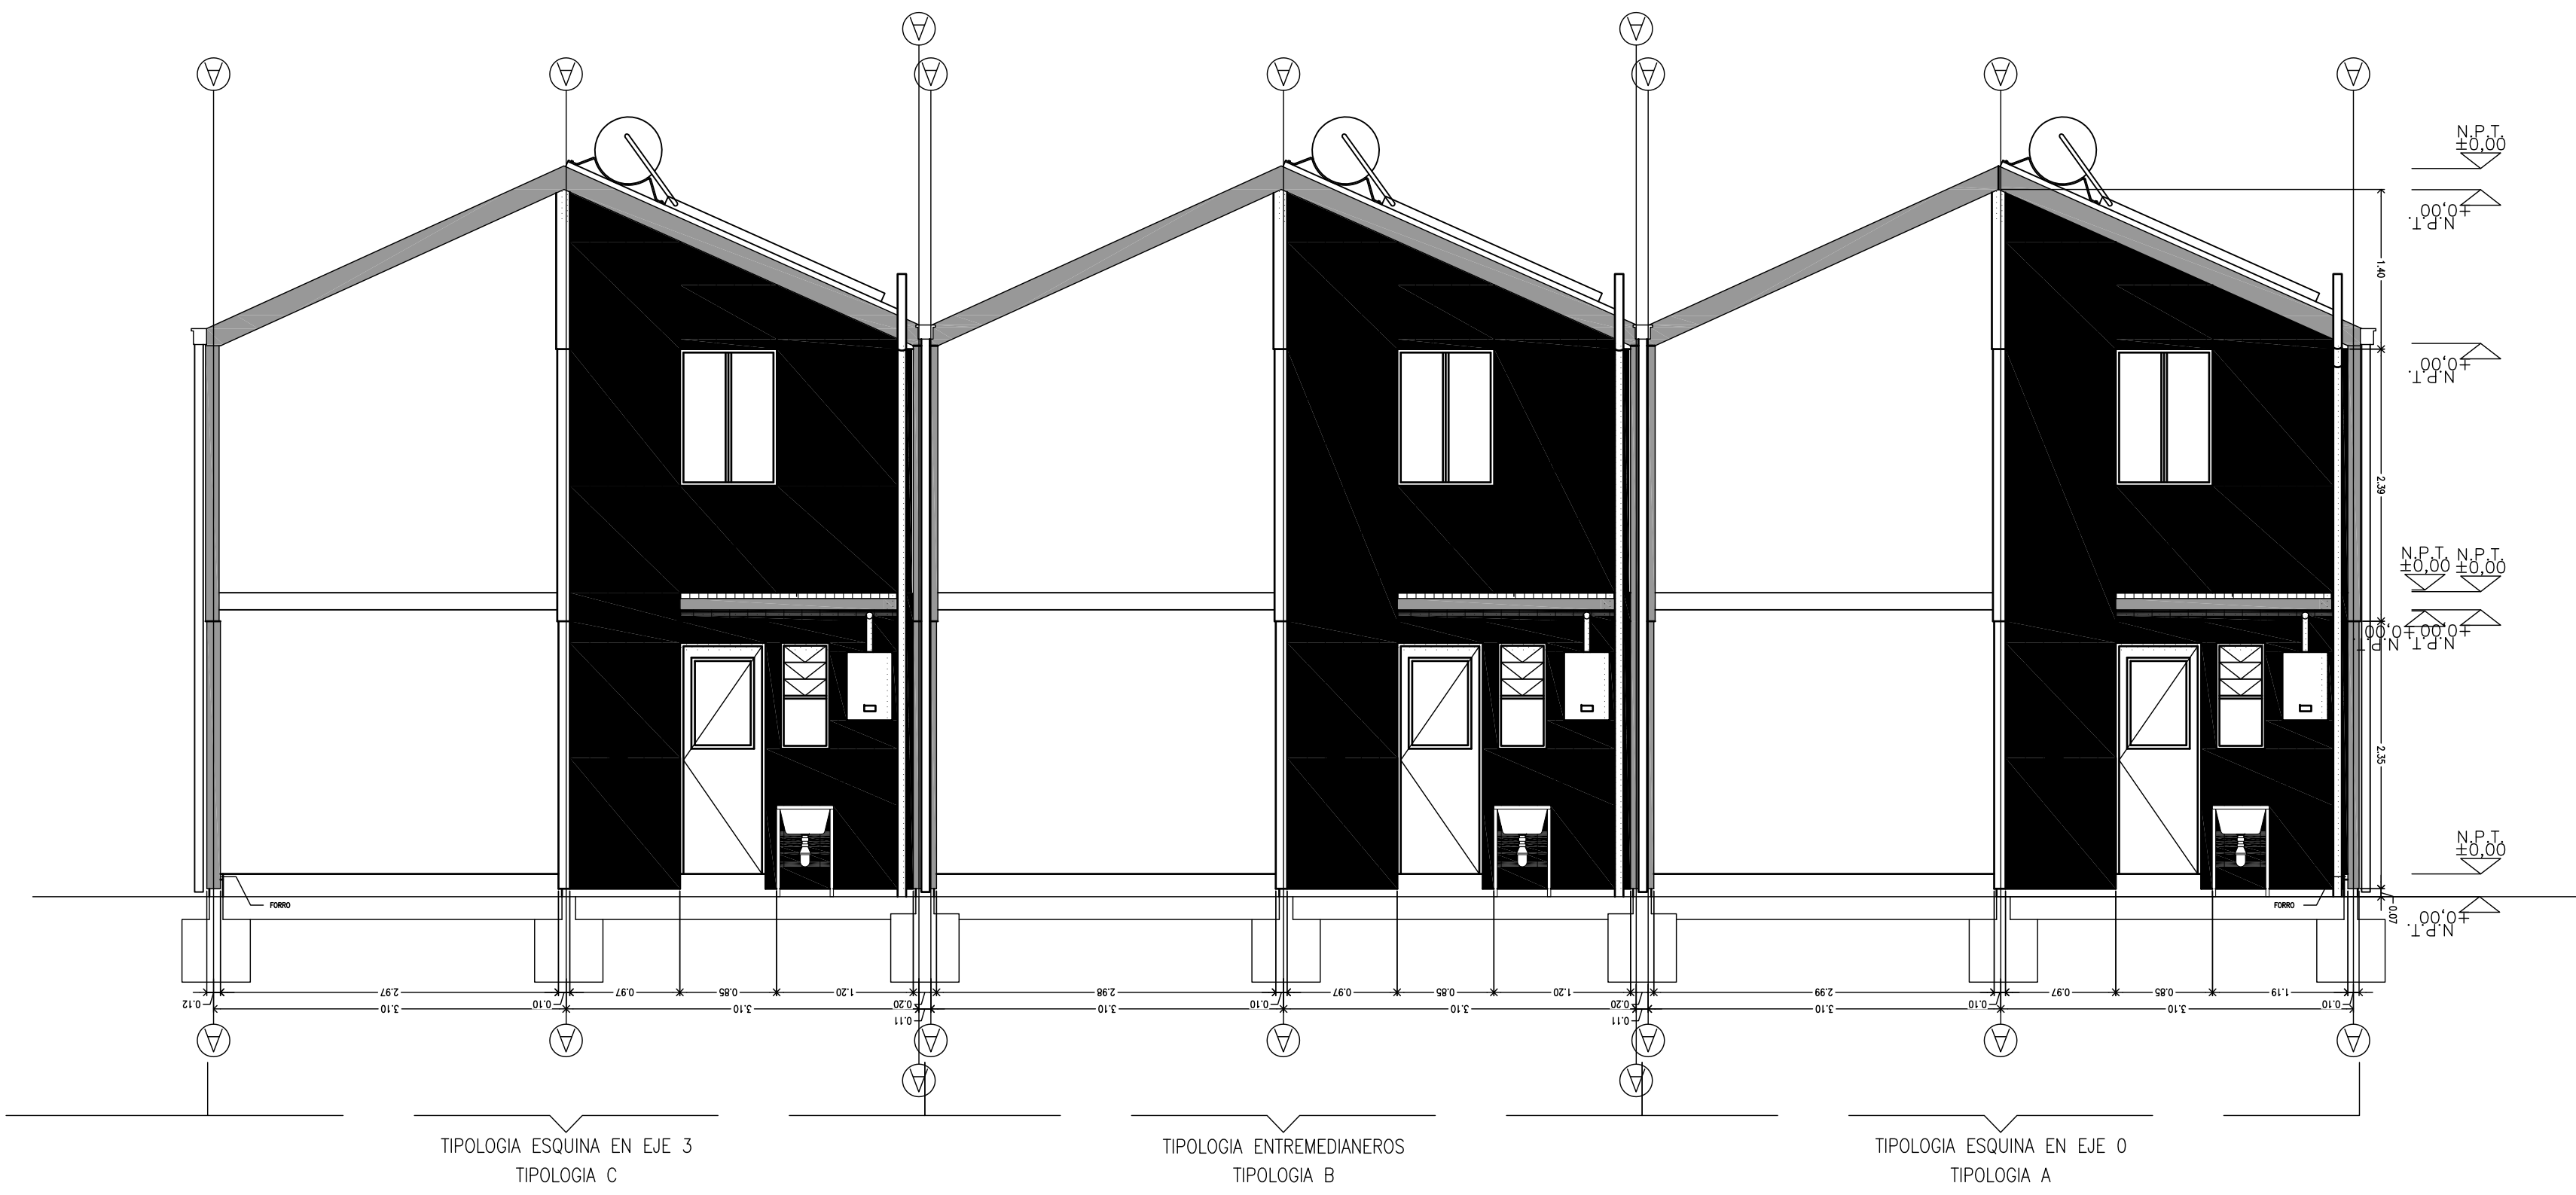 A A
A A A A A
N.P.T.
±0,00
±0,00
N.P.T.
1.40
±0,00
N.P.T.
2.39
N.P.T. N.P.T.
±0,00 ±0,00
±0,00 ±0,00
N.P.T. N.P.T.
2.35
N.P.T.
±0,00
FORRO FORRO
0.07
±0,00
N.P.T.
0.12 2.97 0.10 0.97 0.85 1.20 0.20 2.98 0.10 0.97 0.85 1.20 0.20 2.99 0.10 0.97 0.85 1.19 0.10
3.10 3.10 0.11 3.10 3.10 0.11 3.10 3.10
A A A A A A A
A A
TIPOLOGIA ESQUINA EN EJE 3
TIPOLOGIA C
TIPOLOGIA ENTREMEDIANEROS
TIPOLOGIA B
TIPOLOGIA ESQUINA EN EJE 0
TIPOLOGIA A